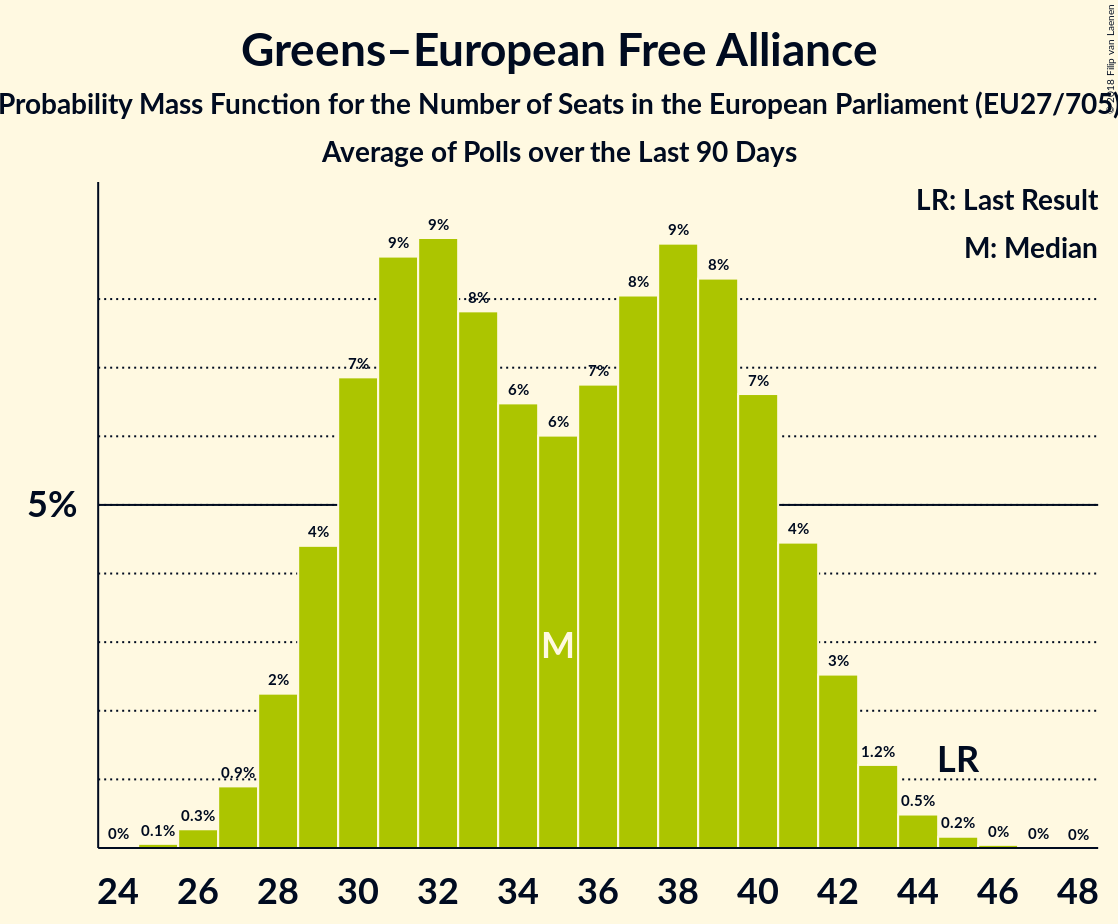 Greens–European Free Alliance
Probability Mass Function for the Number of Seats in the European Parliament (EU27/705)
Average of Polls over the Last 90 Days
© 2018 Filip van Laenen
LR: Last Result
M: Median
5%
0% 0.1% 0.3% 0.9% 2% 4% 7% 9% 9% 8% 6% 6% 7% 8% 9% 8% 7% 4% 3% 1.2% 0.5% 0.2% 0% 0% 0%
M
LR
24 26 28 30 32 34 36 38 40 42 44 46 48